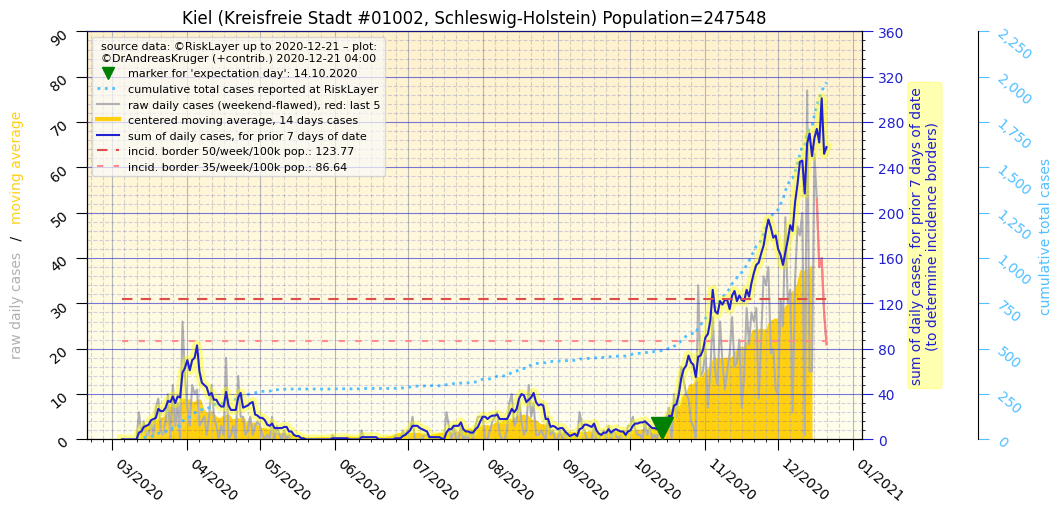 Kiel (Kreisfreie Stadt #01002, Schleswig-Holstein) Population=247548
source data: ©RiskLayer up to 2020-12-21 – plot:
©DrAndreasKruger (+contrib.) 2020-12-21 04:00
marker for 'expectation day': 14.10.2020
cumulative total cases reported at RiskLayer
raw daily cases (weekend-flawed), red: last 5
centered moving average, 14 days cases
sum of daily cases, for prior 7 days of date
incid. border 50/week/100k pop.: 123.77
incid. border 35/week/100k pop.: 86.64
raw daily cases / moving average
90
80
70
60
50
40
30
20
10
0
360
320
280
240
200
160
120
80
40
0
sum of daily cases, for prior 7 days of date
(to determine incidence borders)
2,250
2,000
1,750
1,500
1,250
1,000
750
500
250
0
cumulative total cases
03/2020
04/2020
05/2020
06/2020
07/2020
08/2020
09/2020
10/2020
11/2020
12/2020
01/2021